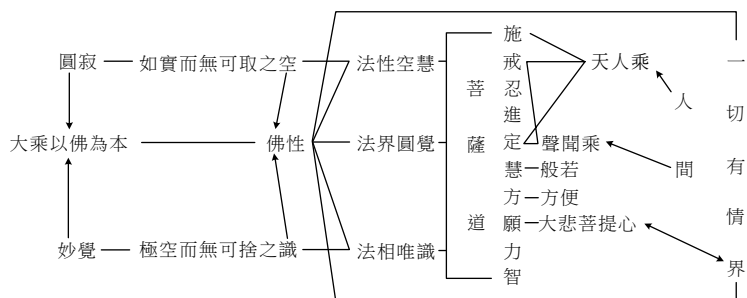 圓寂
如實而無可取之空
法性空慧
大乘以佛為本
佛性
法界圓覺
妙覺
極空而無可捨之識
法相唯識
菩薩道
施戒忍進定慧方願力智
天人乘
聲聞乘
般若
方便
大悲菩提心
人間
一切有情界